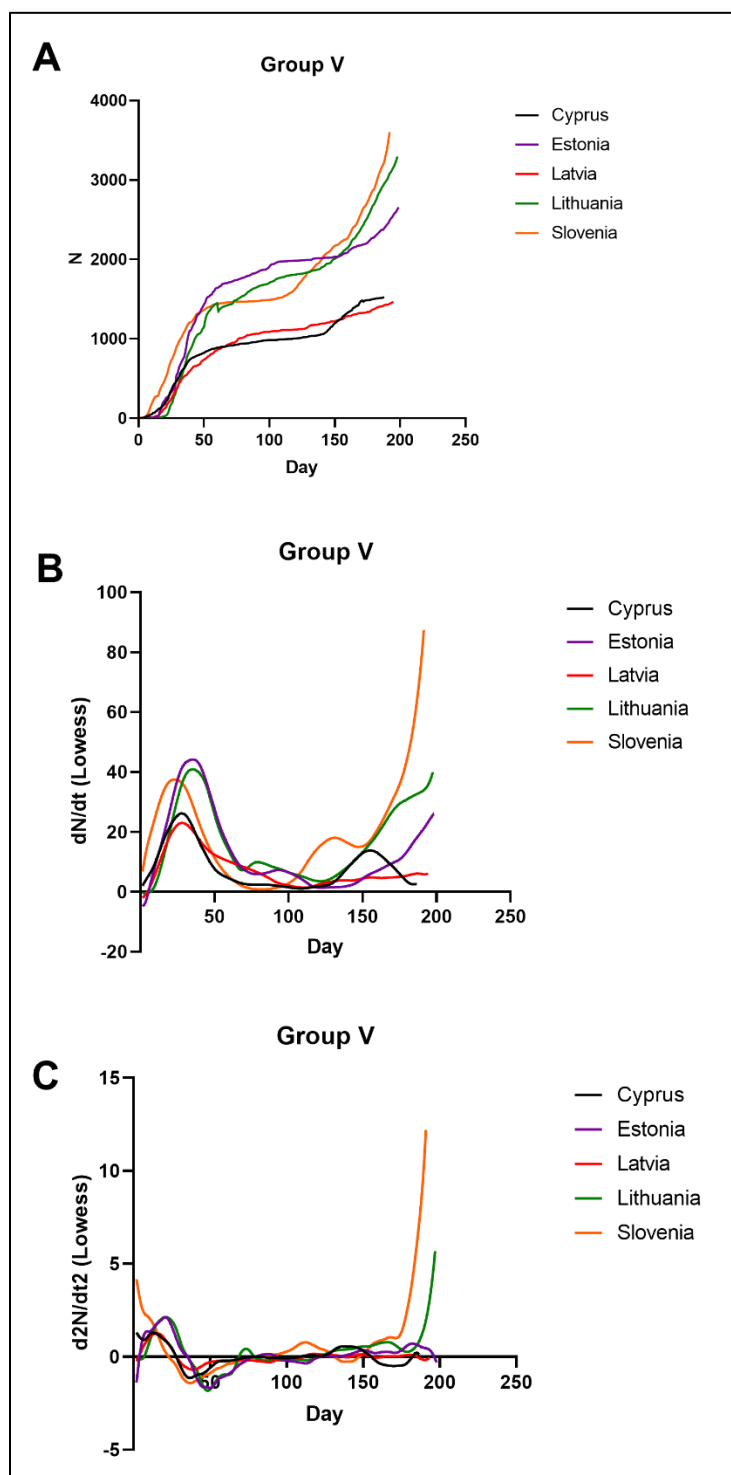 A
Group V
4000
3000
2000
1000
0
N
0 50 100 150 200 250
Day
Cyprus
Estonia
Latvia
Lithuania
Slovenia
B
Group V
100
80
60
40
20
0
-20
dN/dt (Lowess)
50 100 150 200 250
Day
Cyprus
Estonia
Latvia
Lithuania
Slovenia
C
Group V
15
10
5
0
-5
d2N/dt2 (Lowess)
50 100 150 200 250
Day
Cyprus
Estonia
Latvia
Lithuania
Slovenia